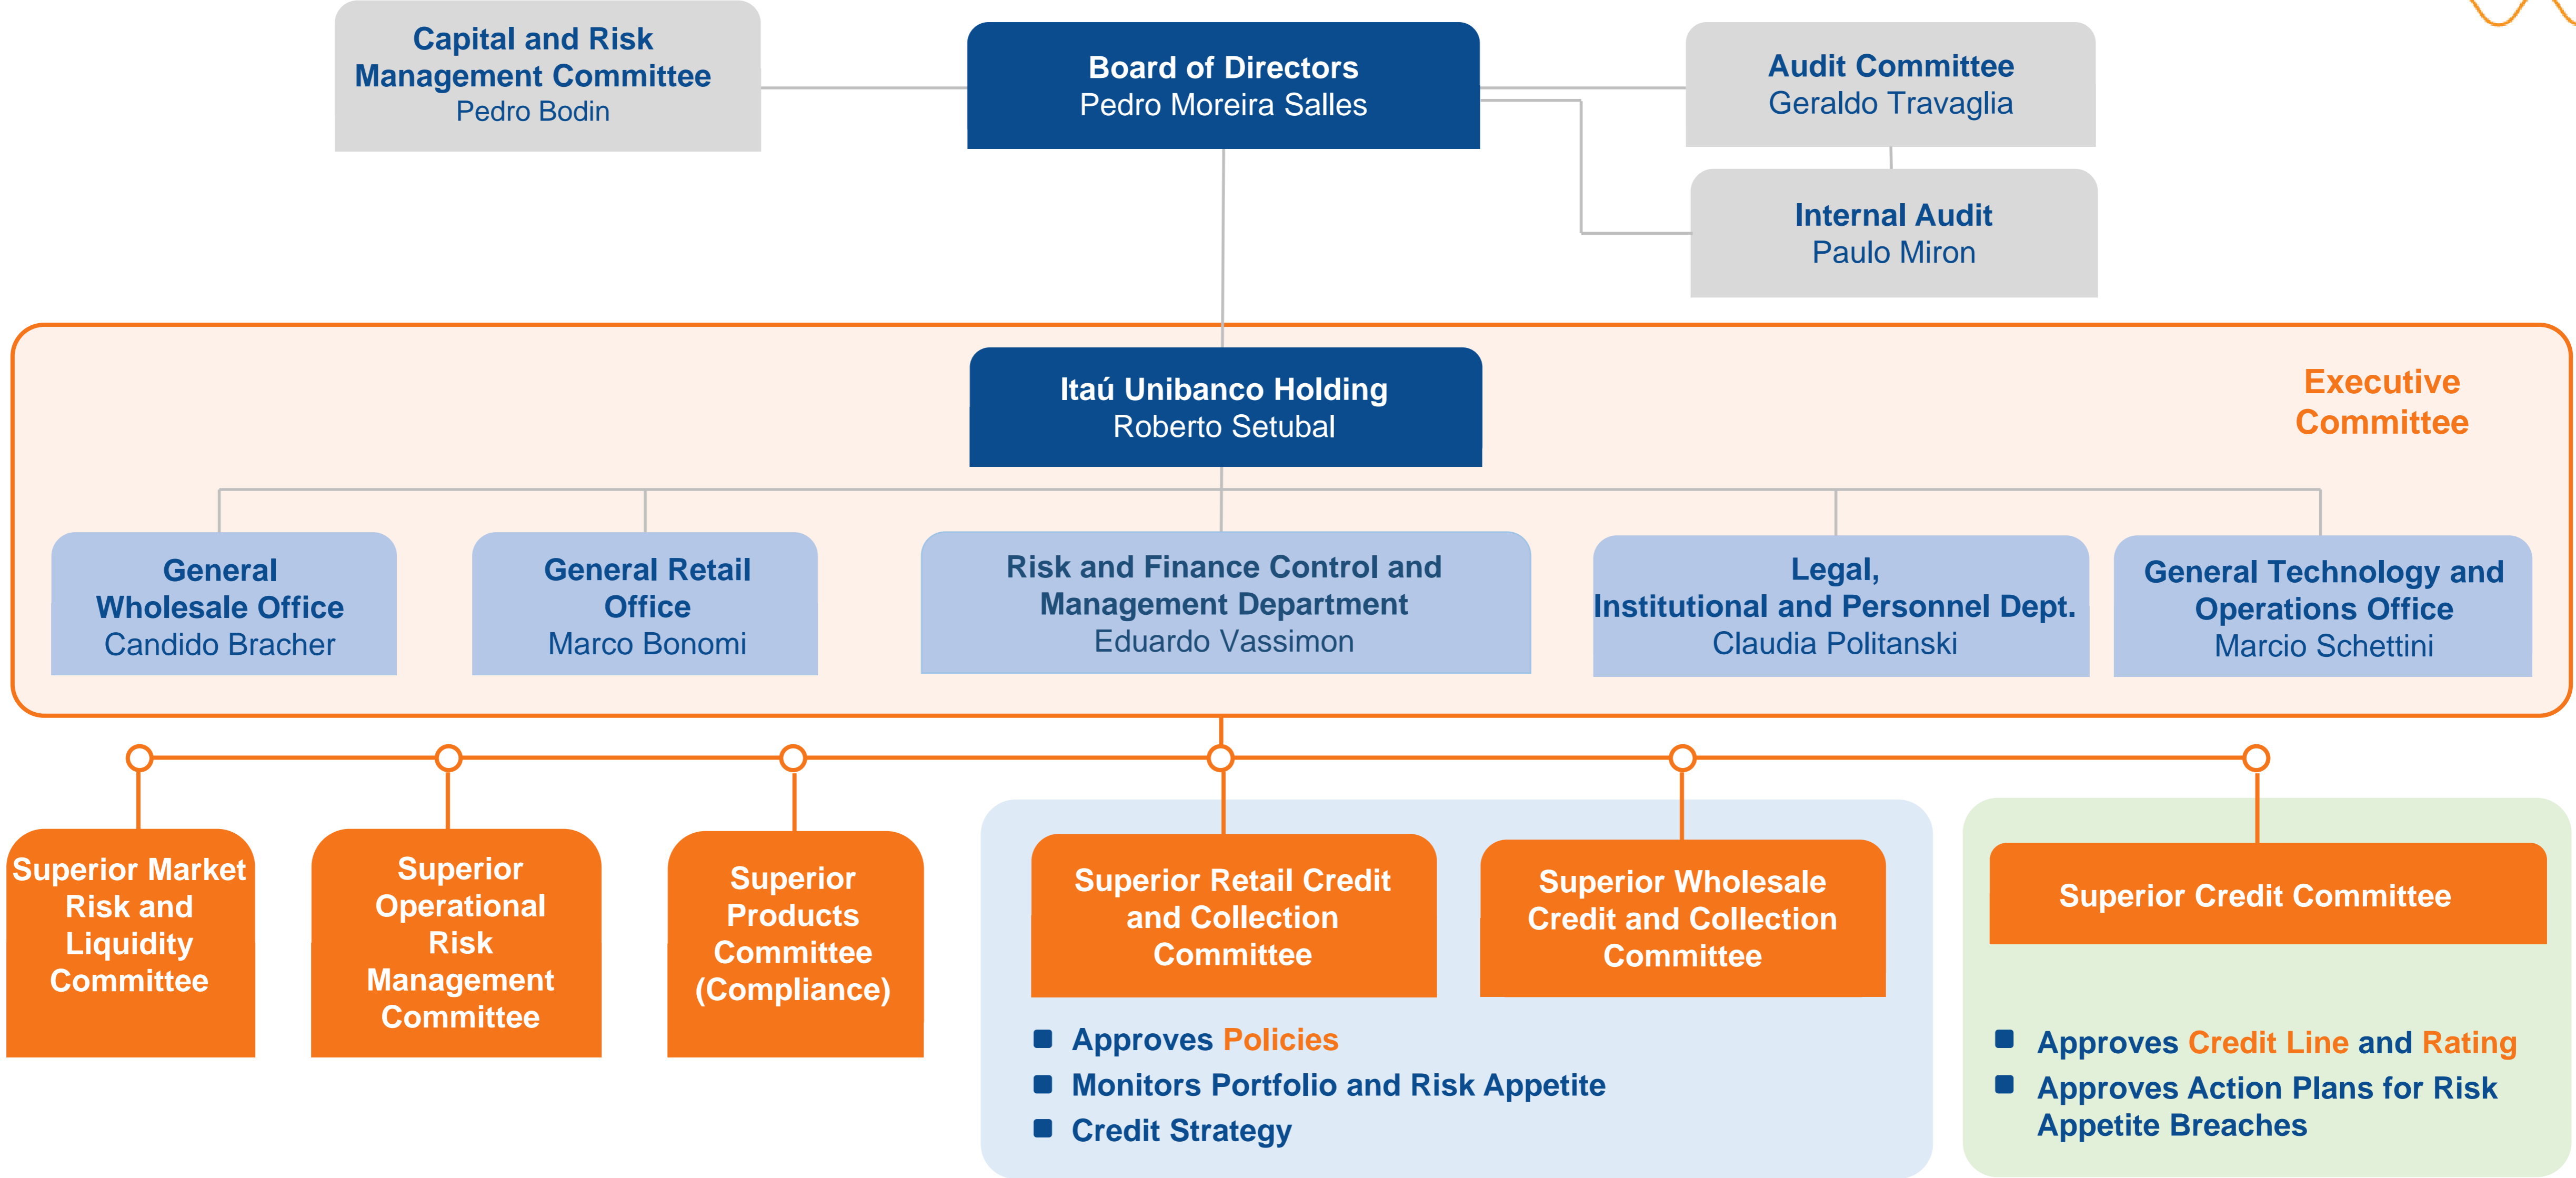 Capital and Risk
Management Committee
Pedro Bodin
Board of Directors
Pedro Moreira Salles
Audit Committee
Geraldo Travaglia
Internal Audit
Paulo Miron
Itaú Unibanco Holding
Roberto Setubal
Executive
Committee
General
Wholesale Office
Candido Bracher
General Retail
Office
Marco Bonomi
Risk and Finance Control and
Management Department
Eduardo Vassimon
Legal,
Institutional and Personnel Dept.
Claudia Politanski
General Technology and
Operations Office
Marcio Schettini
Superior Market
Risk and
Liquidity
Committee
Superior
Operational
Risk
Management
Committee
Superior
Products
Committee
(Compliance)
Superior Retail Credit
and Collection
Committee
Superior Wholesale
Credit and Collection
Committee
Approves Policies
Monitors Portfolio and Risk Appetite
Credit Strategy
Superior Credit Committee
Approves Credit Line and Rating
Approves Action Plans for Risk
Appetite Breaches